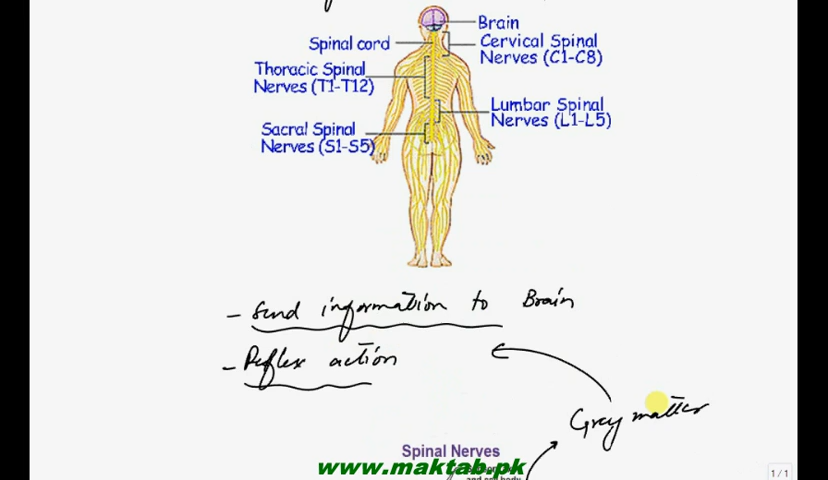 Brain
Spinal cord
Cervical Spinal
Nerves (C1-C8)
Thoracic Spinal
Nerves (T1-T12)
Lumbar Spinal
Nerves (L1-L5)
Sacral Spinal
Nerves (S1-S5)
- Send information to Brain
- Reflex action
Grey matter
Spinal Nerves
www.maktab.pk
1/1